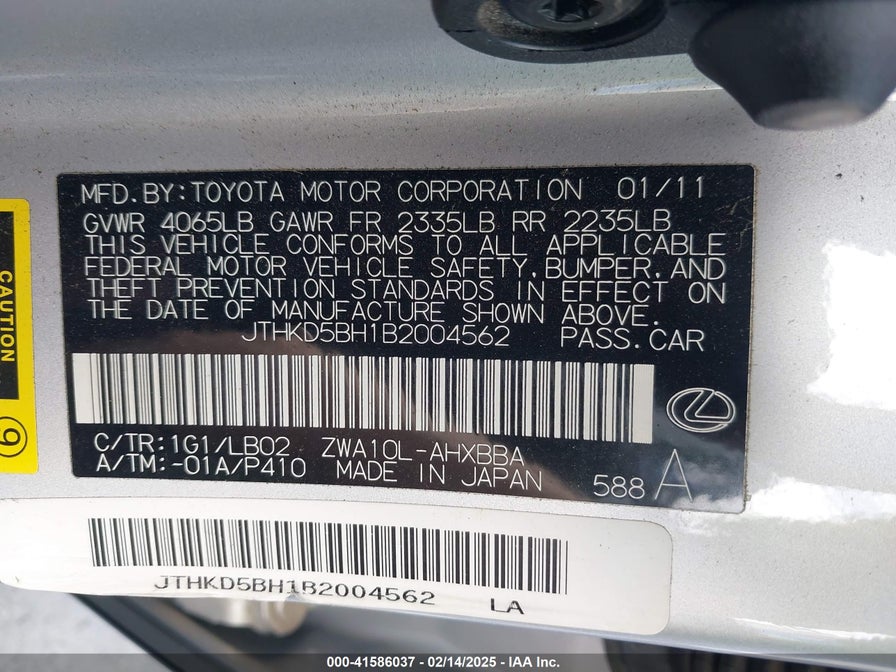 MFD.BY:TOYOTA MOTOR CORPORATION 01/11
GVWR 4065LB GAWR FR 2335LB RR 2235LB
THIS VEHICLE CONFORMS TO ALL APPLICABLE
FEDERAL MOTOR VEHICLE SAFETY,BUMPER,AND
THEFT PREVENTION STANDARDS IN EFFECT ON
THE DATE OF MANUFACTURE SHOWN ABOVE.
JTHKD5BH1B2004562 PASS.CAR
C/TR:1G1/LB02 ZWA10L-AHXBBA
A/TM:-01A/P410 MADE IN JAPAN 588 A
CAUTION
9
JTHKD5BH1B2004562 LA
000-41586037 - 02/14/2025 - IAA Inc.